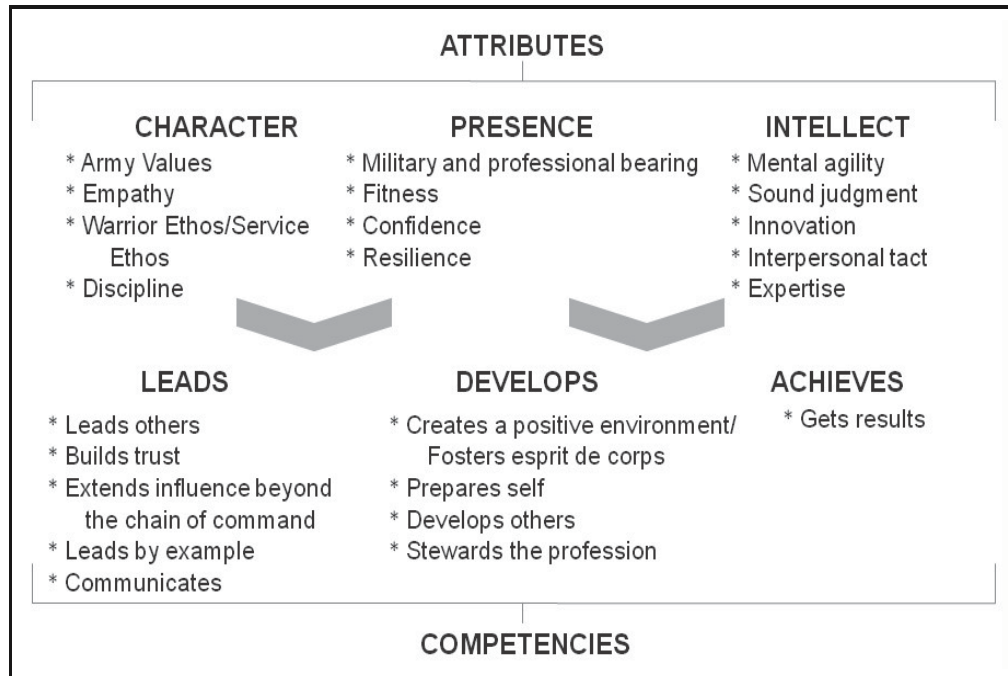 ATTRIBUTES
CHARACTER
* Army Values
* Empathy
* Warrior Ethos/Service
Ethos
* Discipline
PRESENCE
* Military and professional bearing
* Fitness
* Confidence
* Resilience
INTELLECT
* Mental agility
* Sound judgment
* Innovation
* Interpersonal tact
* Expertise
LEADS
* Leads others
* Builds trust
* Extends influence beyond
the chain of command
* Leads by example
* Communicates
DEVELOPS
* Creates a positive environment/
Fosters esprit de corps
* Prepares self
* Develops others
* Stewards the profession
ACHIEVES
* Gets results
COMPETENCIES